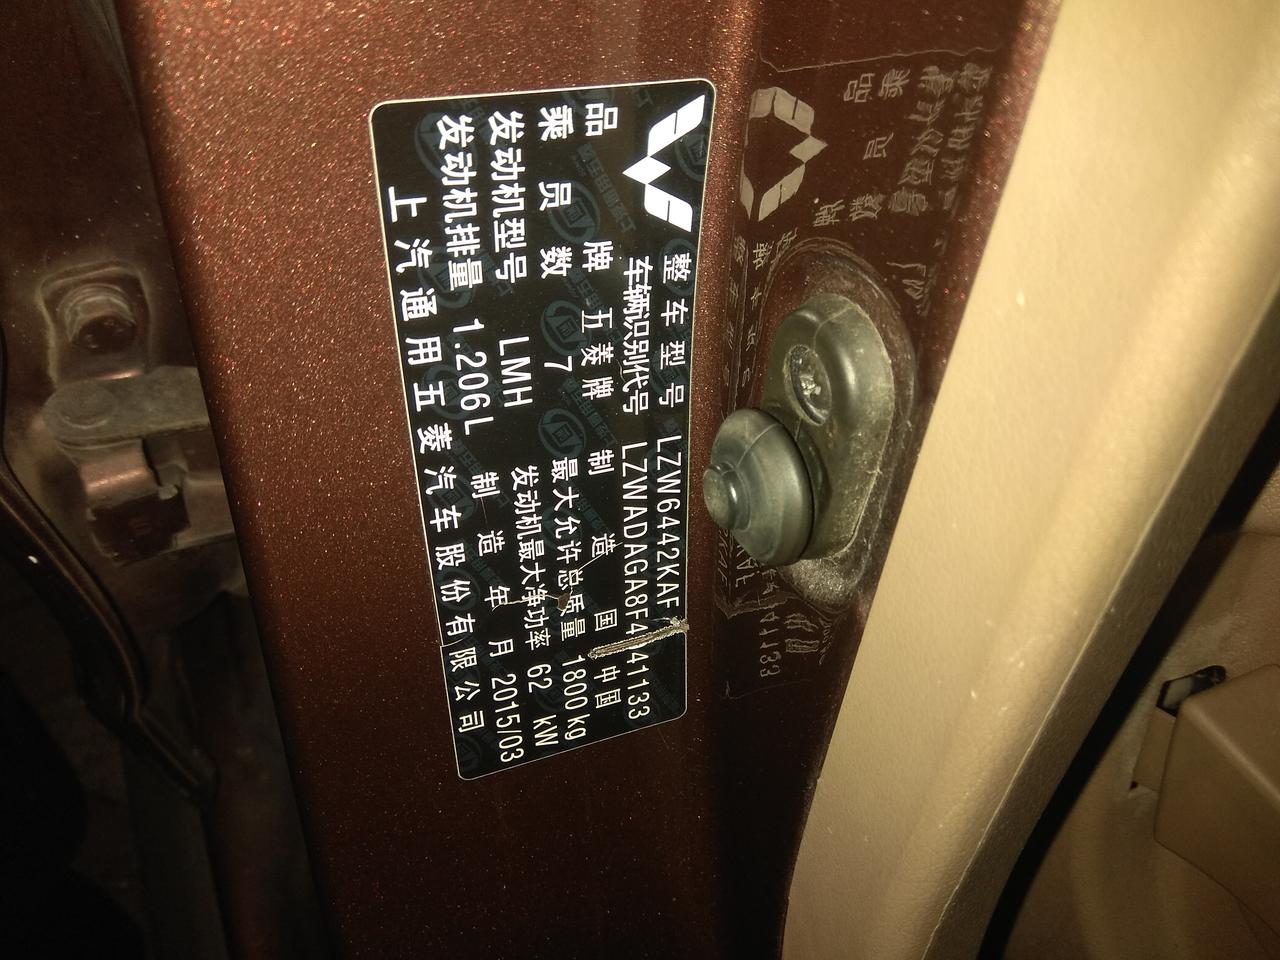 整车型号 LZW6442KAF
车辆识别代号 LZWADAGA8F4041133
品牌 五菱牌 制造国 中国
乘员数 7 最大允许总质量 1800kg
发动机型号 LMH 发动机最大净功率 62 kW
发动机排量 1.206L 制造年月 2015/03
上汽通用五菱汽车股份有限公司